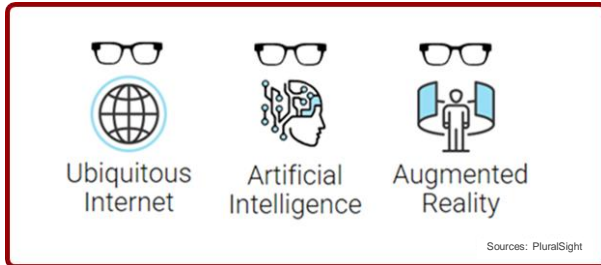 Ubiquitous
Internet
Artificial
Intelligence
Augmented
Reality
Sources: PluralSight